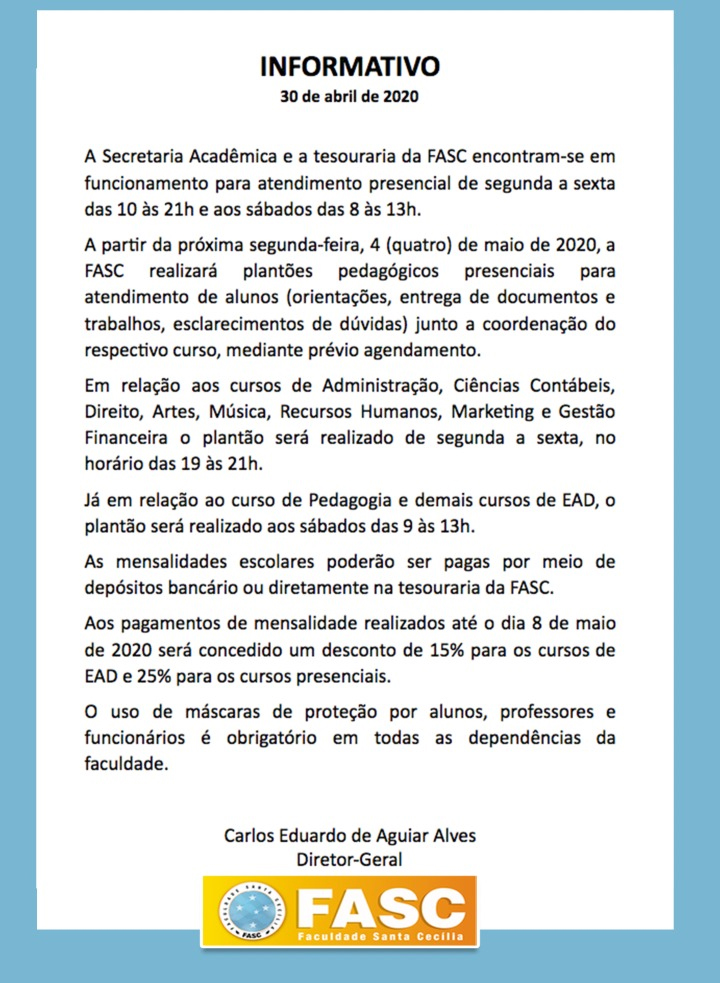 INFORMATIVO
30 de abril de 2020
A Secretaria Acadêmica e a tesouraria da FASC encontram-se em
funcionamento para atendimento presencial de segunda a sexta
das 10 às 21h e aos sábados das 8 às 13h.
A partir da próxima segunda-feira, 4 (quatro) de maio de 2020, a
FASC realizará plantões pedagógicos presenciais para
atendimento de alunos (orientações, entrega de documentos e
trabalhos, esclarecimentos de dúvidas) junto a coordenação do
respectivo curso, mediante prévio agendamento.
Em relação aos cursos de Administração, Ciências Contábeis,
Direito, Artes, Música, Recursos Humanos, Marketing e Gestão
Financeira o plantão será realizado de segunda a sexta, no
horário das 19 às 21h.
Já em relação ao curso de Pedagogia e demais cursos de EAD, o
plantão será realizado aos sábados das 9 às 13h.
As mensalidades escolares poderão ser pagas por meio de
depósitos bancário ou diretamente na tesouraria da FASC.
Aos pagamentos de mensalidade realizados até o dia 8 de maio
de 2020 será concedido um desconto de 15% para os cursos de
EAD e 25% para os cursos presenciais.
O uso de máscaras de proteção por alunos, professores e
funcionários é obrigatório em todas as dependências da
faculdade.
Carlos Eduardo de Aguiar Alves
Diretor-Geral
FACULDADE SANTA CECÍLIA
FASC
FASC
Faculdade Santa Cecília